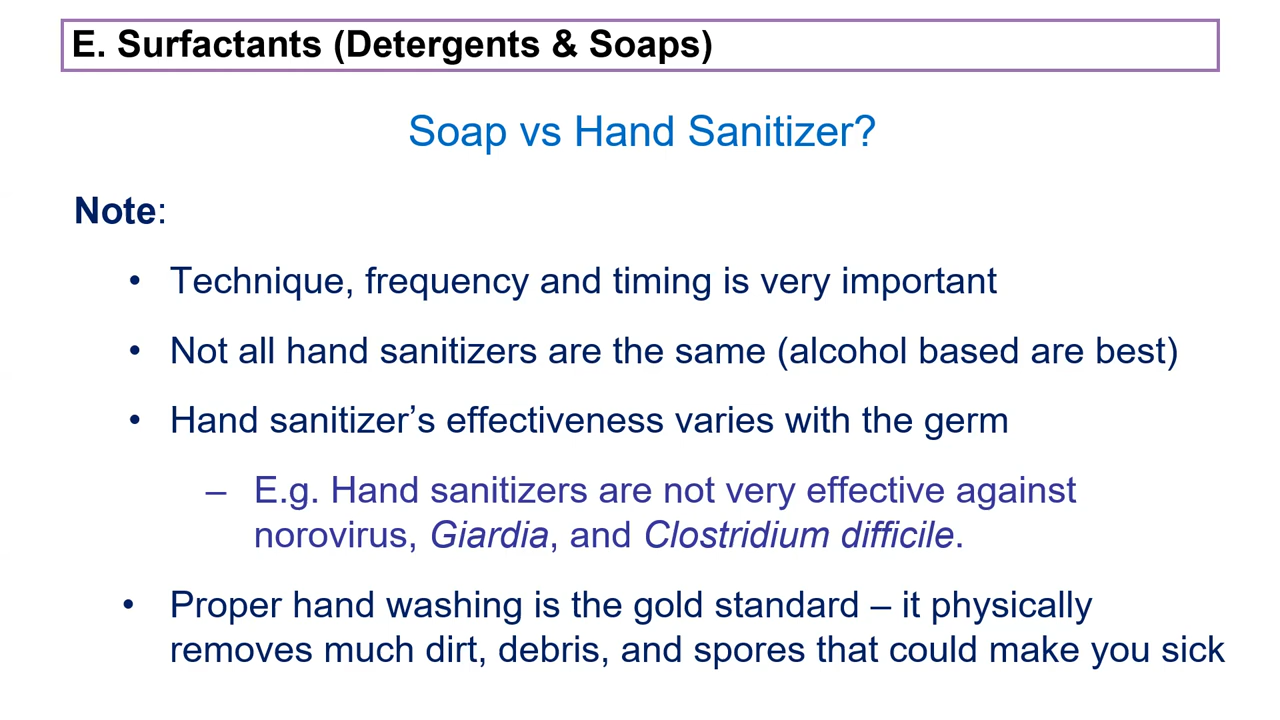 E. Surfactants (Detergents & Soaps)
Soap vs Hand Sanitizer?
Note:
• Technique, frequency and timing is very important
• Not all hand sanitizers are the same (alcohol based are best)
• Hand sanitizer’s effectiveness varies with the germ
– E.g. Hand sanitizers are not very effective against
norovirus, Giardia, and Clostridium difficile.
• Proper hand washing is the gold standard – it physically
removes much dirt, debris, and spores that could make you sick